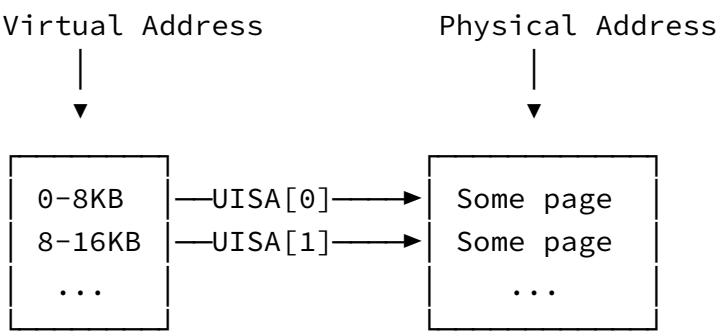 Virtual Address Physical Address
0-8KB UISA[0] Some page
8-16KB UISA[1] Some page
... ...